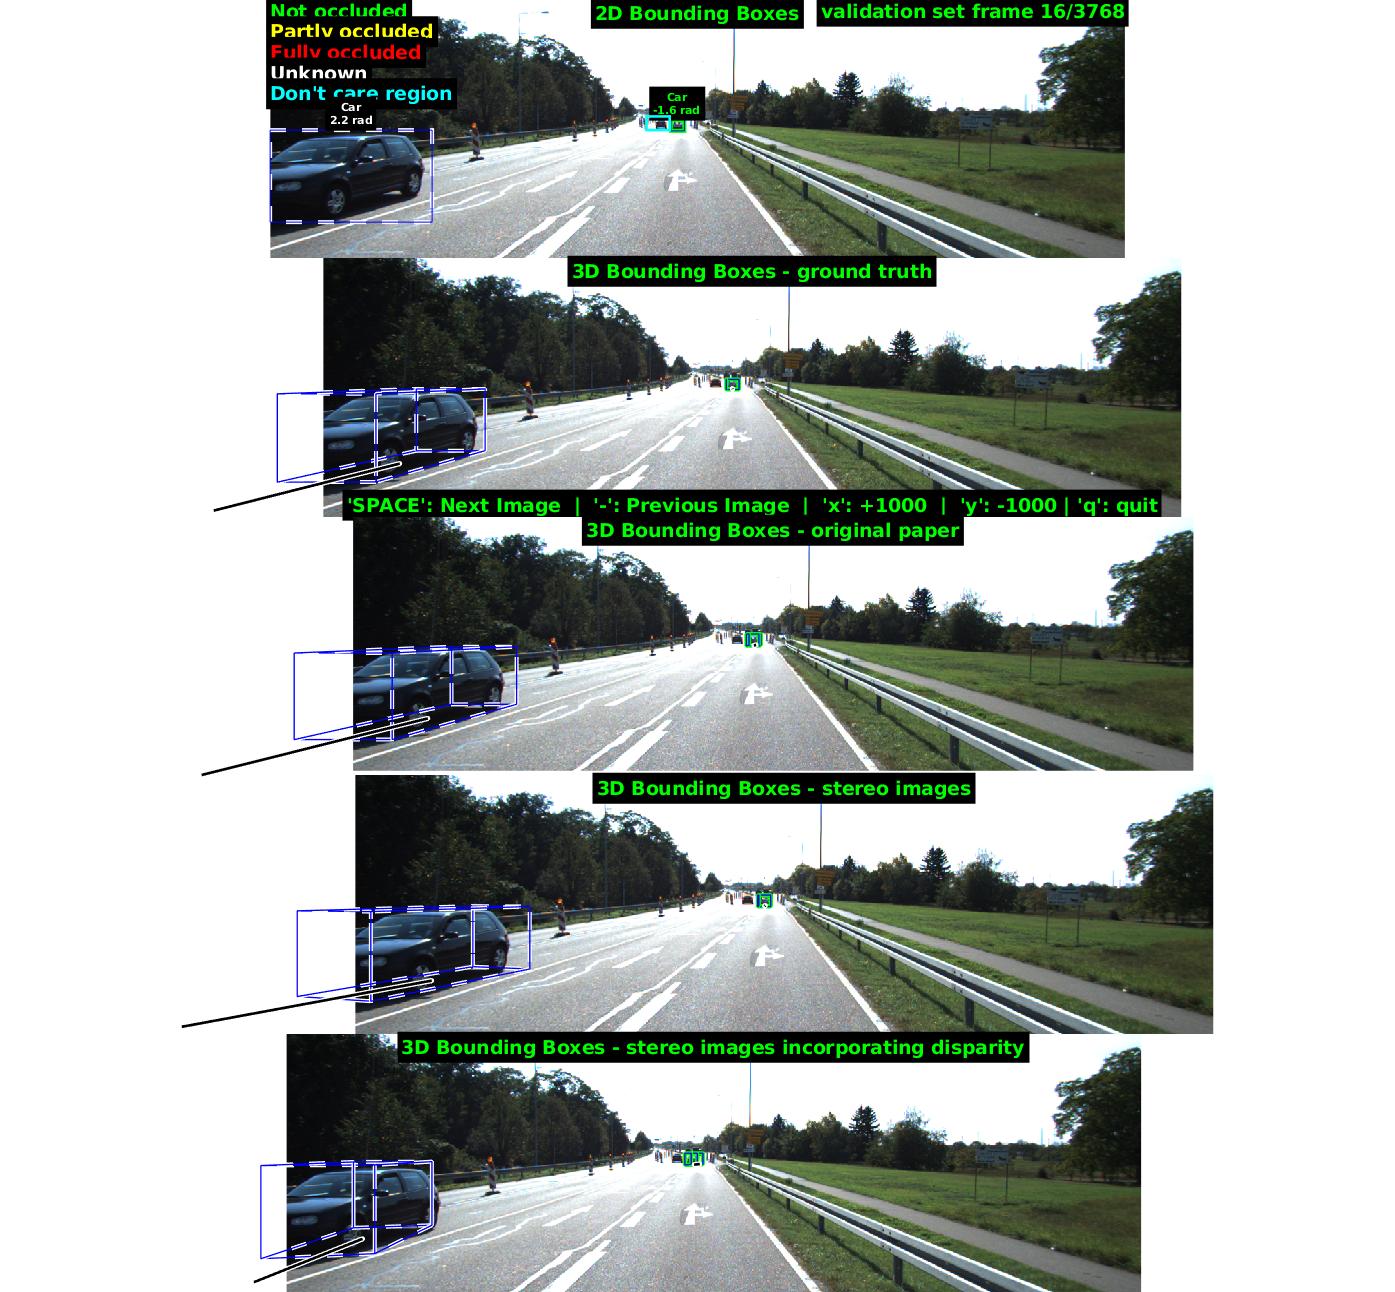 Not occluded
2D Bounding Boxes
validation set frame 16/3768
Partly occluded
Fully occluded
Unknown
Don't care region
Car
2.2 rad
Car
-1.6 rad
3D Bounding Boxes - ground truth
'SPACE': Next Image | '-': Previous Image | 'x': +1000 | 'y': -1000 | 'q': quit
3D Bounding Boxes - original paper
3D Bounding Boxes - stereo images
3D Bounding Boxes - stereo images incorporating disparity